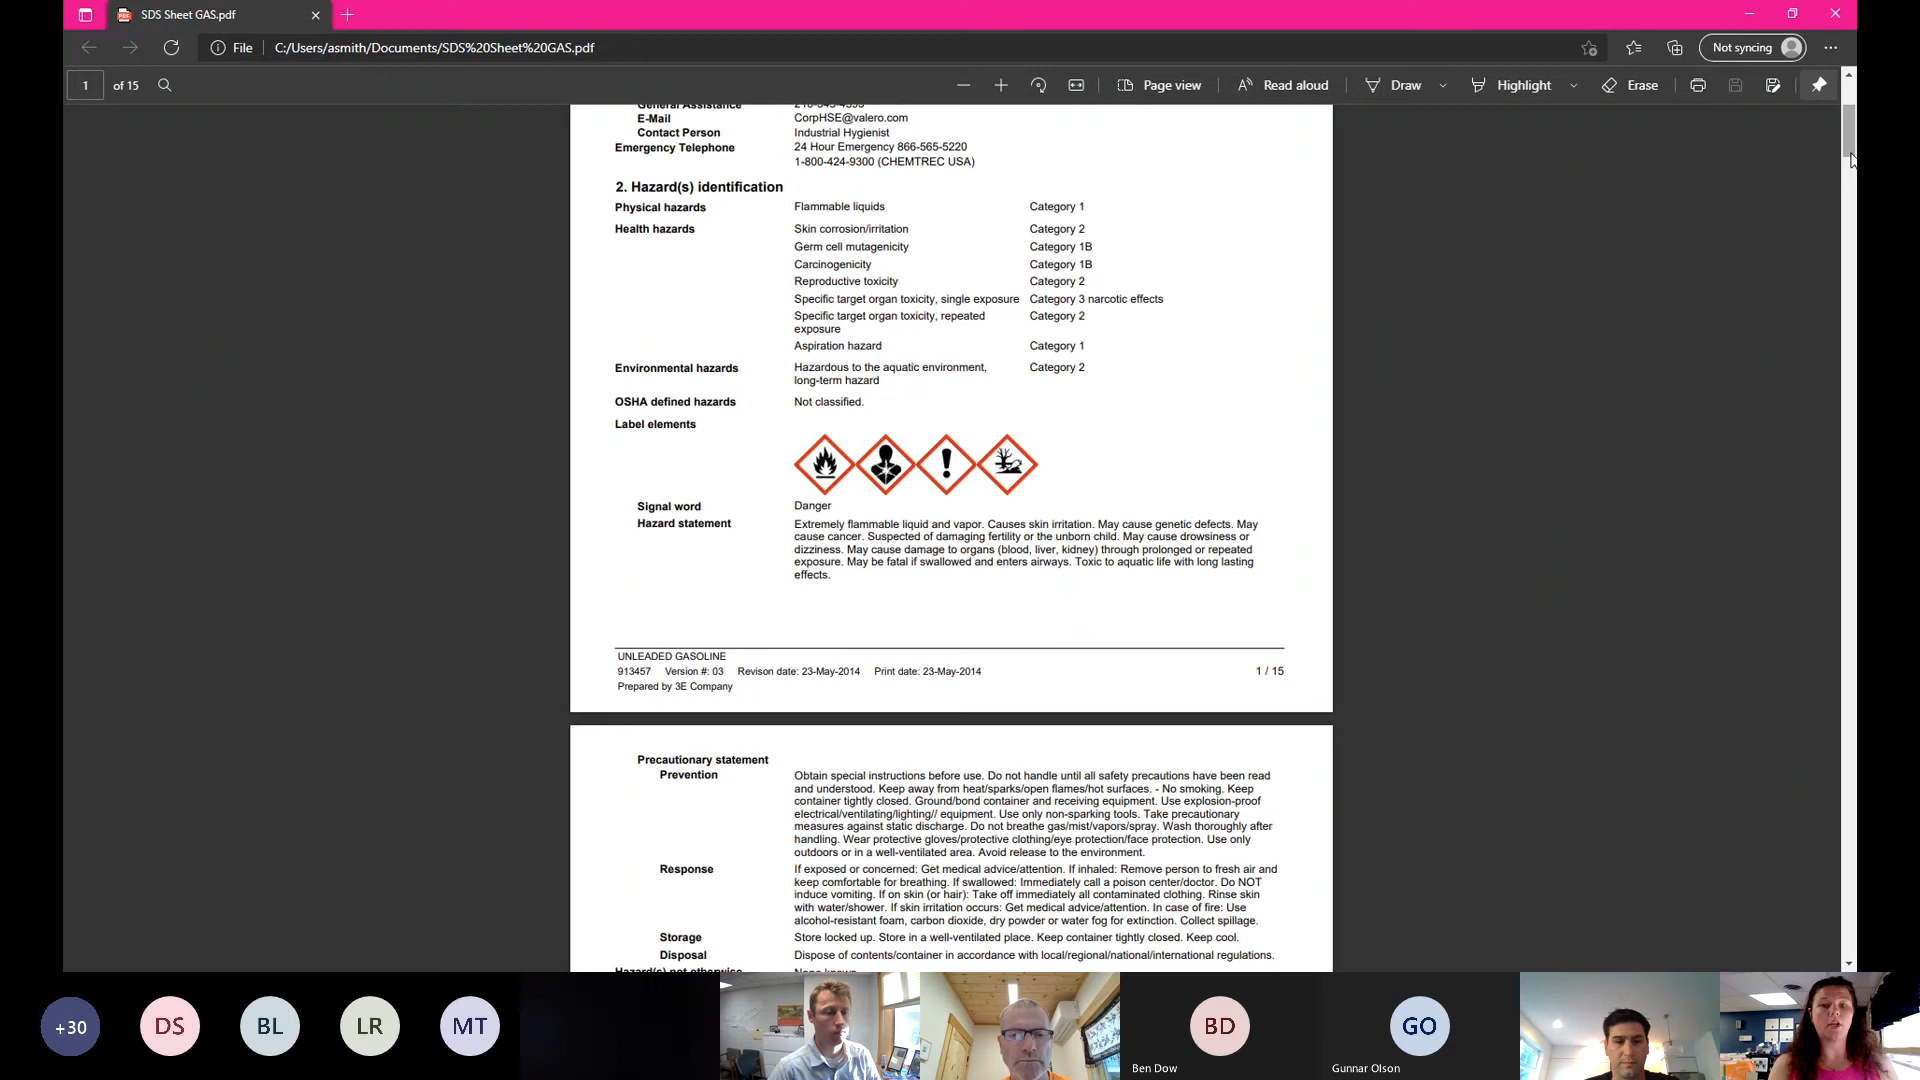 SDS Sheet GAS.pdf
File C:/Users/asmith/Documents/SDS%20Sheet%20GAS.pdf Not syncing
1 of 15 Page view Read aloud Draw Highlight Erase
General Assistance 210-345-4593
E-Mail CorpHSE@valero.com
Contact Person Industrial Hygienist
Emergency Telephone 24 Hour Emergency 866-565-5220
1-800-424-9300 (CHEMTREC USA)
2. Hazard(s) identification
Physical hazards Flammable liquids Category 1
Health hazards Skin corrosion/irritation Category 2
Germ cell mutagenicity Category 1B
Carcinogenicity Category 1B
Reproductive toxicity Category 2
Specific target organ toxicity, single exposure Category 3 narcotic effects
Specific target organ toxicity, repeated Category 2
exposure
Aspiration hazard Category 1
Environmental hazards Hazardous to the aquatic environment, Category 2
long-term hazard
OSHA defined hazards Not classified.
Label elements
Signal word Danger
Hazard statement Extremely flammable liquid and vapor. Causes skin irritation. May cause genetic defects. May
cause cancer. Suspected of damaging fertility or the unborn child. May cause drowsiness or
dizziness. May cause damage to organs (blood, liver, kidney) through prolonged or repeated
exposure. May be fatal if swallowed and enters airways. Toxic to aquatic life with long lasting
effects.
UNLEADED GASOLINE
913457 Version #: 03 Revison date: 23-May-2014 Print date: 23-May-2014 1 / 15
Prepared by 3E Company
Precautionary statement
Prevention Obtain special instructions before use. Do not handle until all safety precautions have been read
and understood. Keep away from heat/sparks/open flames/hot surfaces. - No smoking. Keep
container tightly closed. Ground/bond container and receiving equipment. Use explosion-proof
electrical/ventilating/lighting// equipment. Use only non-sparking tools. Take precautionary
measures against static discharge. Do not breathe gas/mist/vapors/spray. Wash thoroughly after
handling. Wear protective gloves/protective clothing/eye protection/face protection. Use only
outdoors or in a well-ventilated area. Avoid release to the environment.
Response If exposed or concerned: Get medical advice/attention. If inhaled: Remove person to fresh air and
keep comfortable for breathing. If swallowed: Immediately call a poison center/doctor. Do NOT
induce vomiting. If on skin (or hair): Take off immediately all contaminated clothing. Rinse skin
with water/shower. If skin irritation occurs: Get medical advice/attention. In case of fire: Use
alcohol-resistant foam, carbon dioxide, dry powder or water fog for extinction. Collect spillage.
Storage Store locked up. Store in a well-ventilated place. Keep container tightly closed. Keep cool.
Disposal Dispose of contents/container in accordance with local/regional/national/international regulations.
Hazard(s) not otherwise None known.
+30 DS BL LR MT BD GO
Ben Dow Gunnar Olson